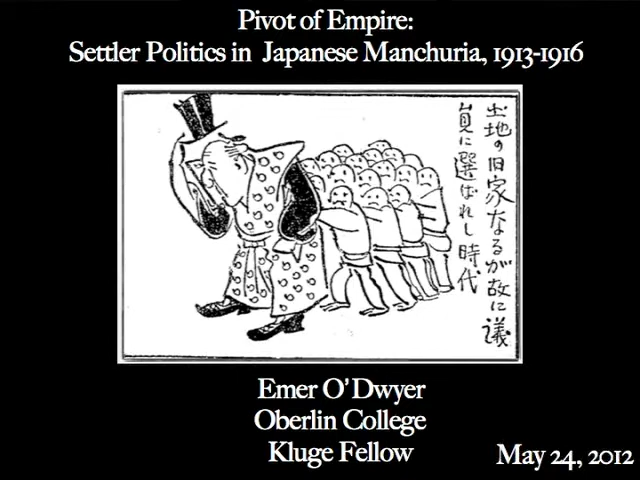 Pivot of Empire:
Settler Politics in Japanese Manchuria, 1913-1916
土地の旧家なるが故に議
員に選ばれし時代
Emer O'Dwyer
Oberlin College
Kluge Fellow
May 24, 2012